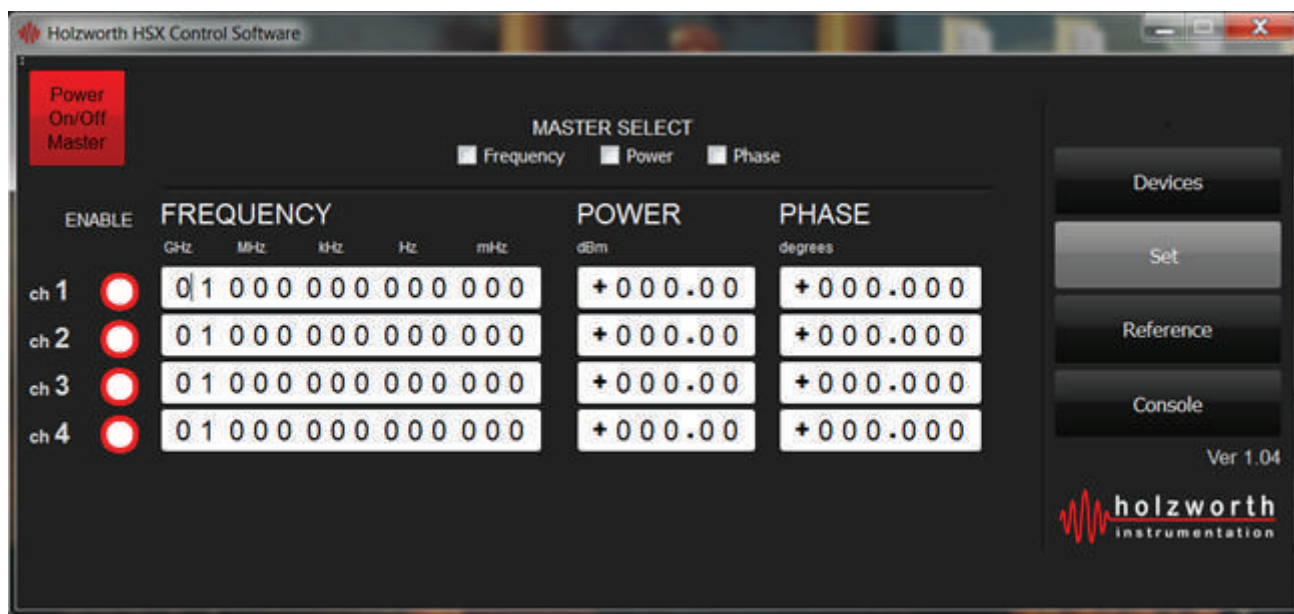 Holzworth HSX Control Software
Power
On/Off
Master
MASTER SELECT
Frequency Power Phase
ENABLE FREQUENCY POWER PHASE
GHz MHz kHz Hz mHz dBm degrees
ch 1 01 000 000 000 000 +000.00 +000.000
ch 2 01 000 000 000 000 +000.00 +000.000
ch 3 01 000 000 000 000 +000.00 +000.000
ch 4 01 000 000 000 000 +000.00 +000.000
Devices
Set
Reference
Console
Ver 1.04
holzworth
instrumentation